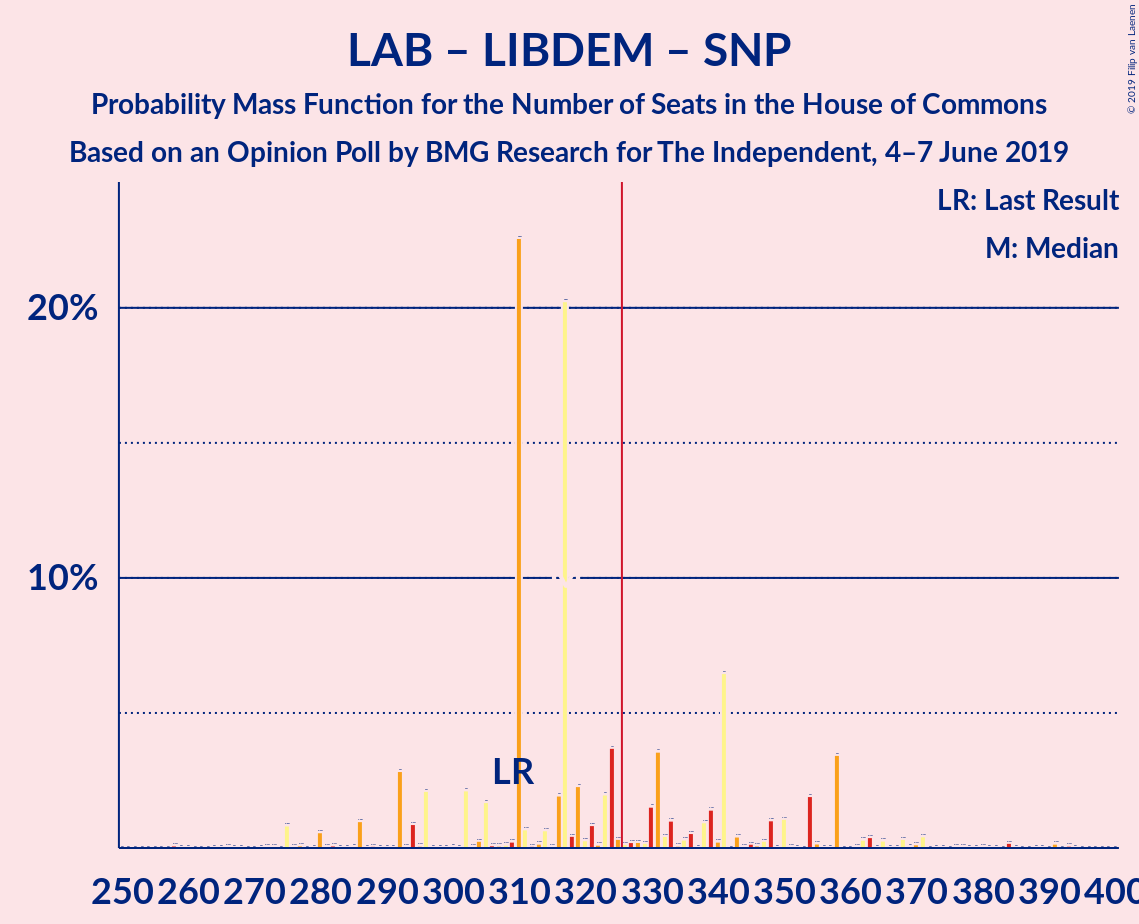 LAB – LIBDEM – SNP
Probability Mass Function for the Number of Seats in the House of Commons
Based on an Opinion Poll by BMG Research for The Independent, 4–7 June 2019
© 2019 Filip van Laenen
LR: Last Result
M: Median
20%
10%
LR
250 260 270 280 290 300 310 320 330 340 350 360 370 380 390 400